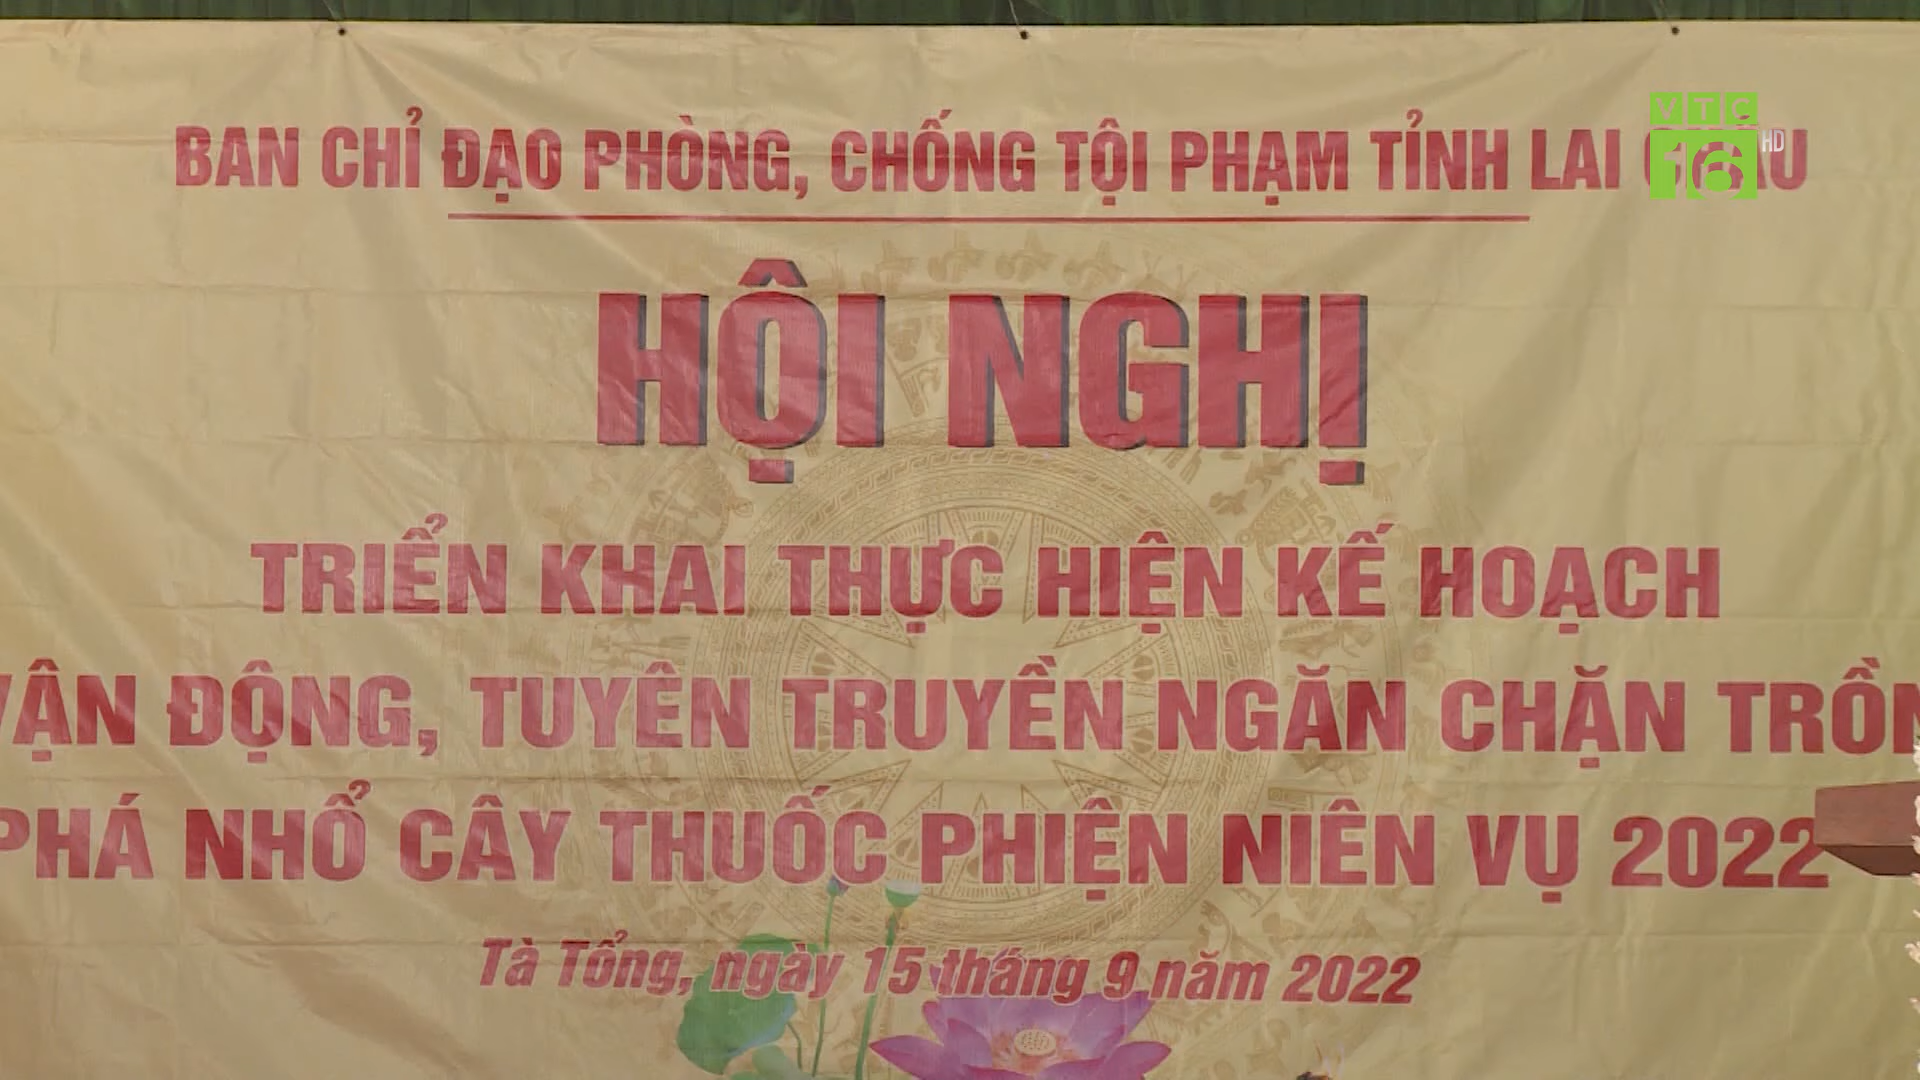 BAN CHỈ ĐẠO PHÒNG, CHỐNG TỘI PHẠM TỈNH LAI
VTC
16 HD
HỘI NGHỊ
TRIỂN KHAI THỰC HIỆN KẾ HOẠCH
VẬN ĐỘNG, TUYÊN TRUYỀN NGĂN CHẶN TRỒN
PHÁ NHỔ CÂY THUỐC PHIỆN NIÊN VỤ 2022
Tà Tổng, ngày 15 tháng 9 năm 2022